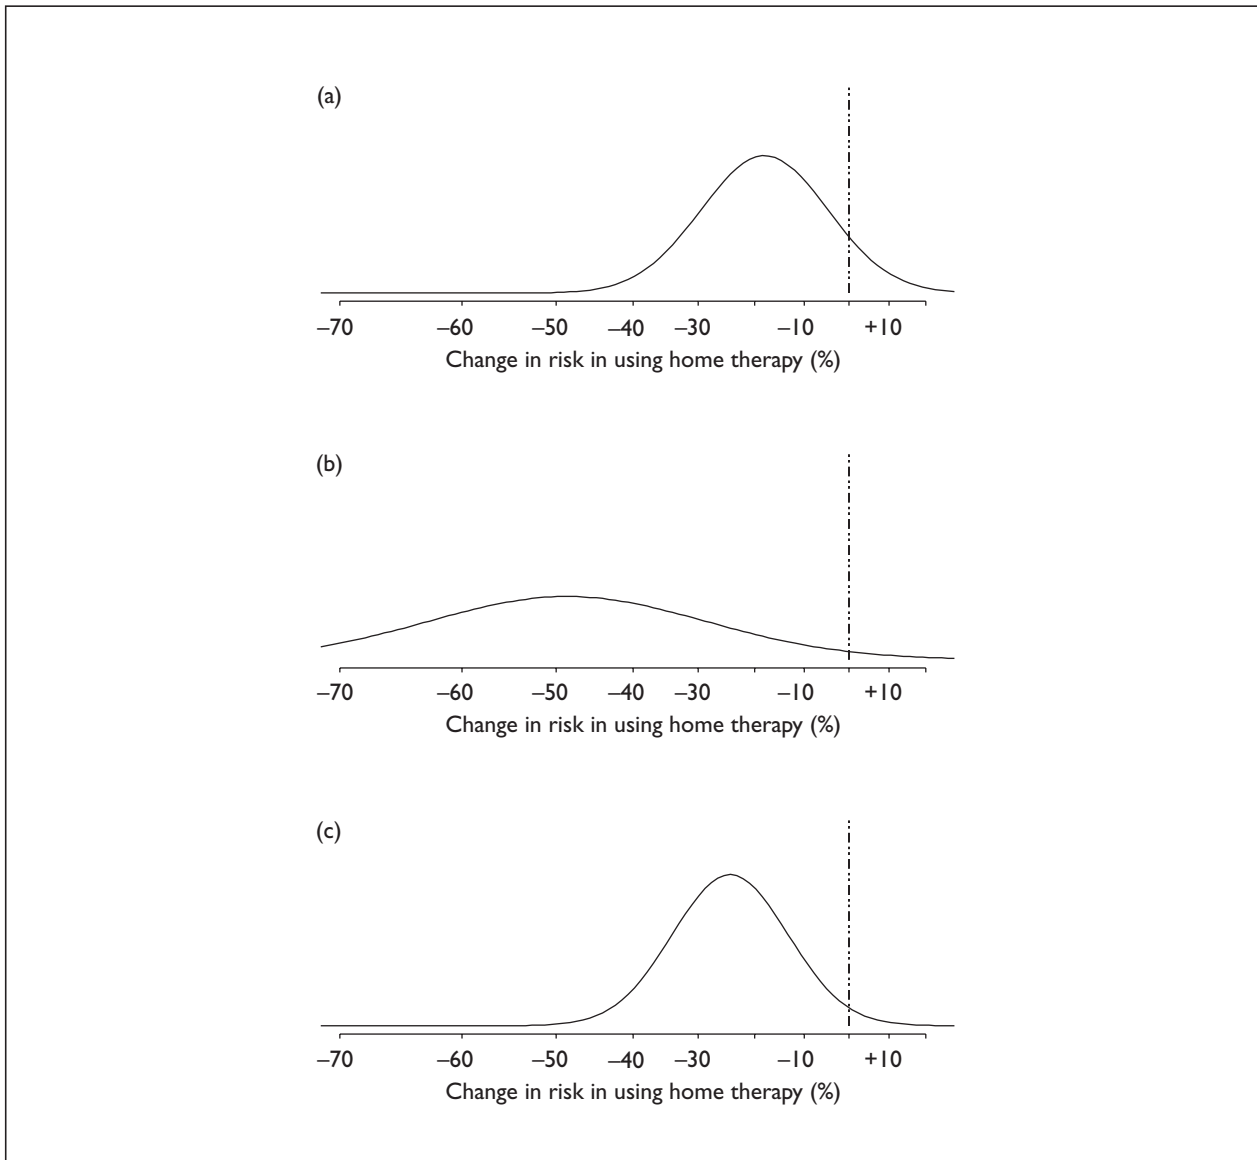 (a)
–70 –60 –50 –40 –30 –10 +10
Change in risk in using home therapy (%)
(b)
–70 –60 –50 –40 –30 –10 +10
Change in risk in using home therapy (%)
(c)
–70 –60 –50 –40 –30 –10 +10
Change in risk in using home therapy (%)